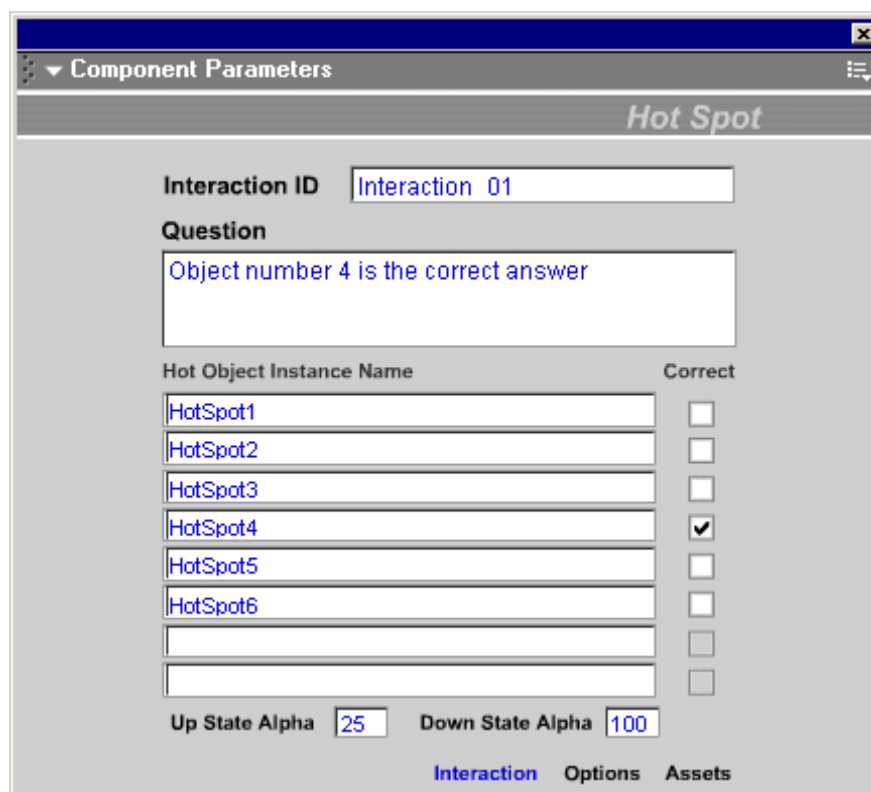 Component Parameters
Hot Spot
Interaction ID Interaction 01
Question
Object number 4 is the correct answer
Hot Object Instance Name Correct
HotSpot1
HotSpot2
HotSpot3
HotSpot4
HotSpot5
HotSpot6
Up State Alpha 25 Down State Alpha 100
Interaction Options Assets